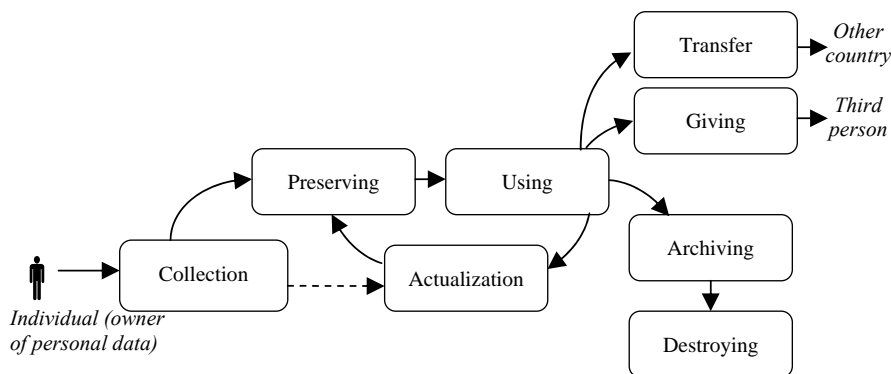 Transfer
Other
country
Giving
Third
person
Preserving
Using
Archiving
Collection
Actualization
Individual (owner
of personal data)
Destroying